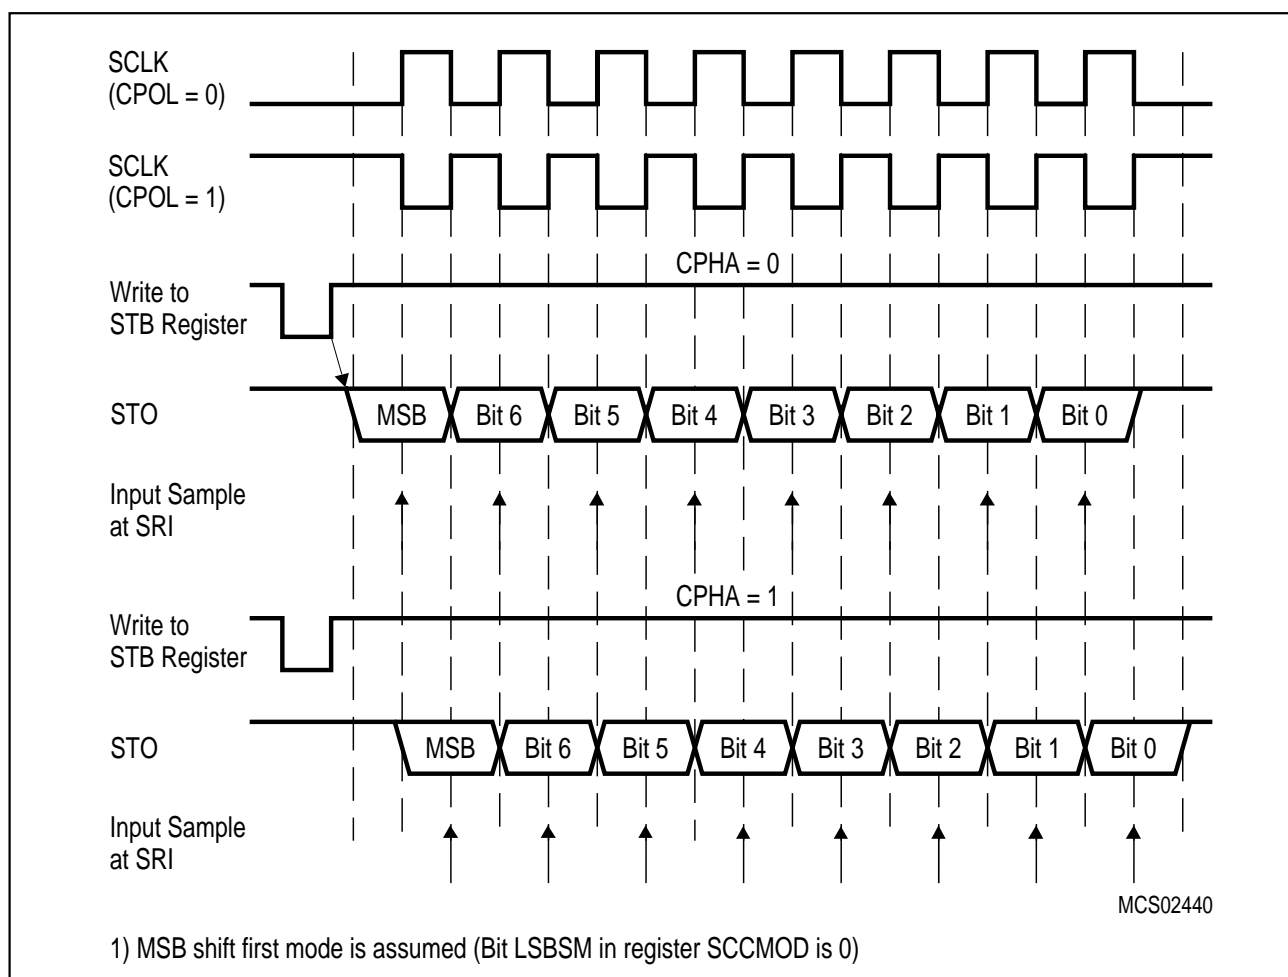 SCLK
(CPOL = 0)
SCLK
(CPOL = 1)
CPHA = 0
Write to
STB Register
STO
MSB
Bit 6
Bit 5
Bit 4
Bit 3
Bit 2
Bit 1
Bit 0
Input Sample
at SRI
CPHA = 1
Write to
STB Register
STO
MSB
Bit 6
Bit 5
Bit 4
Bit 3
Bit 2
Bit 1
Bit 0
Input Sample
at SRI
MCS02440
1) MSB shift first mode is assumed (Bit LSBSM in register SCCMOD is 0)